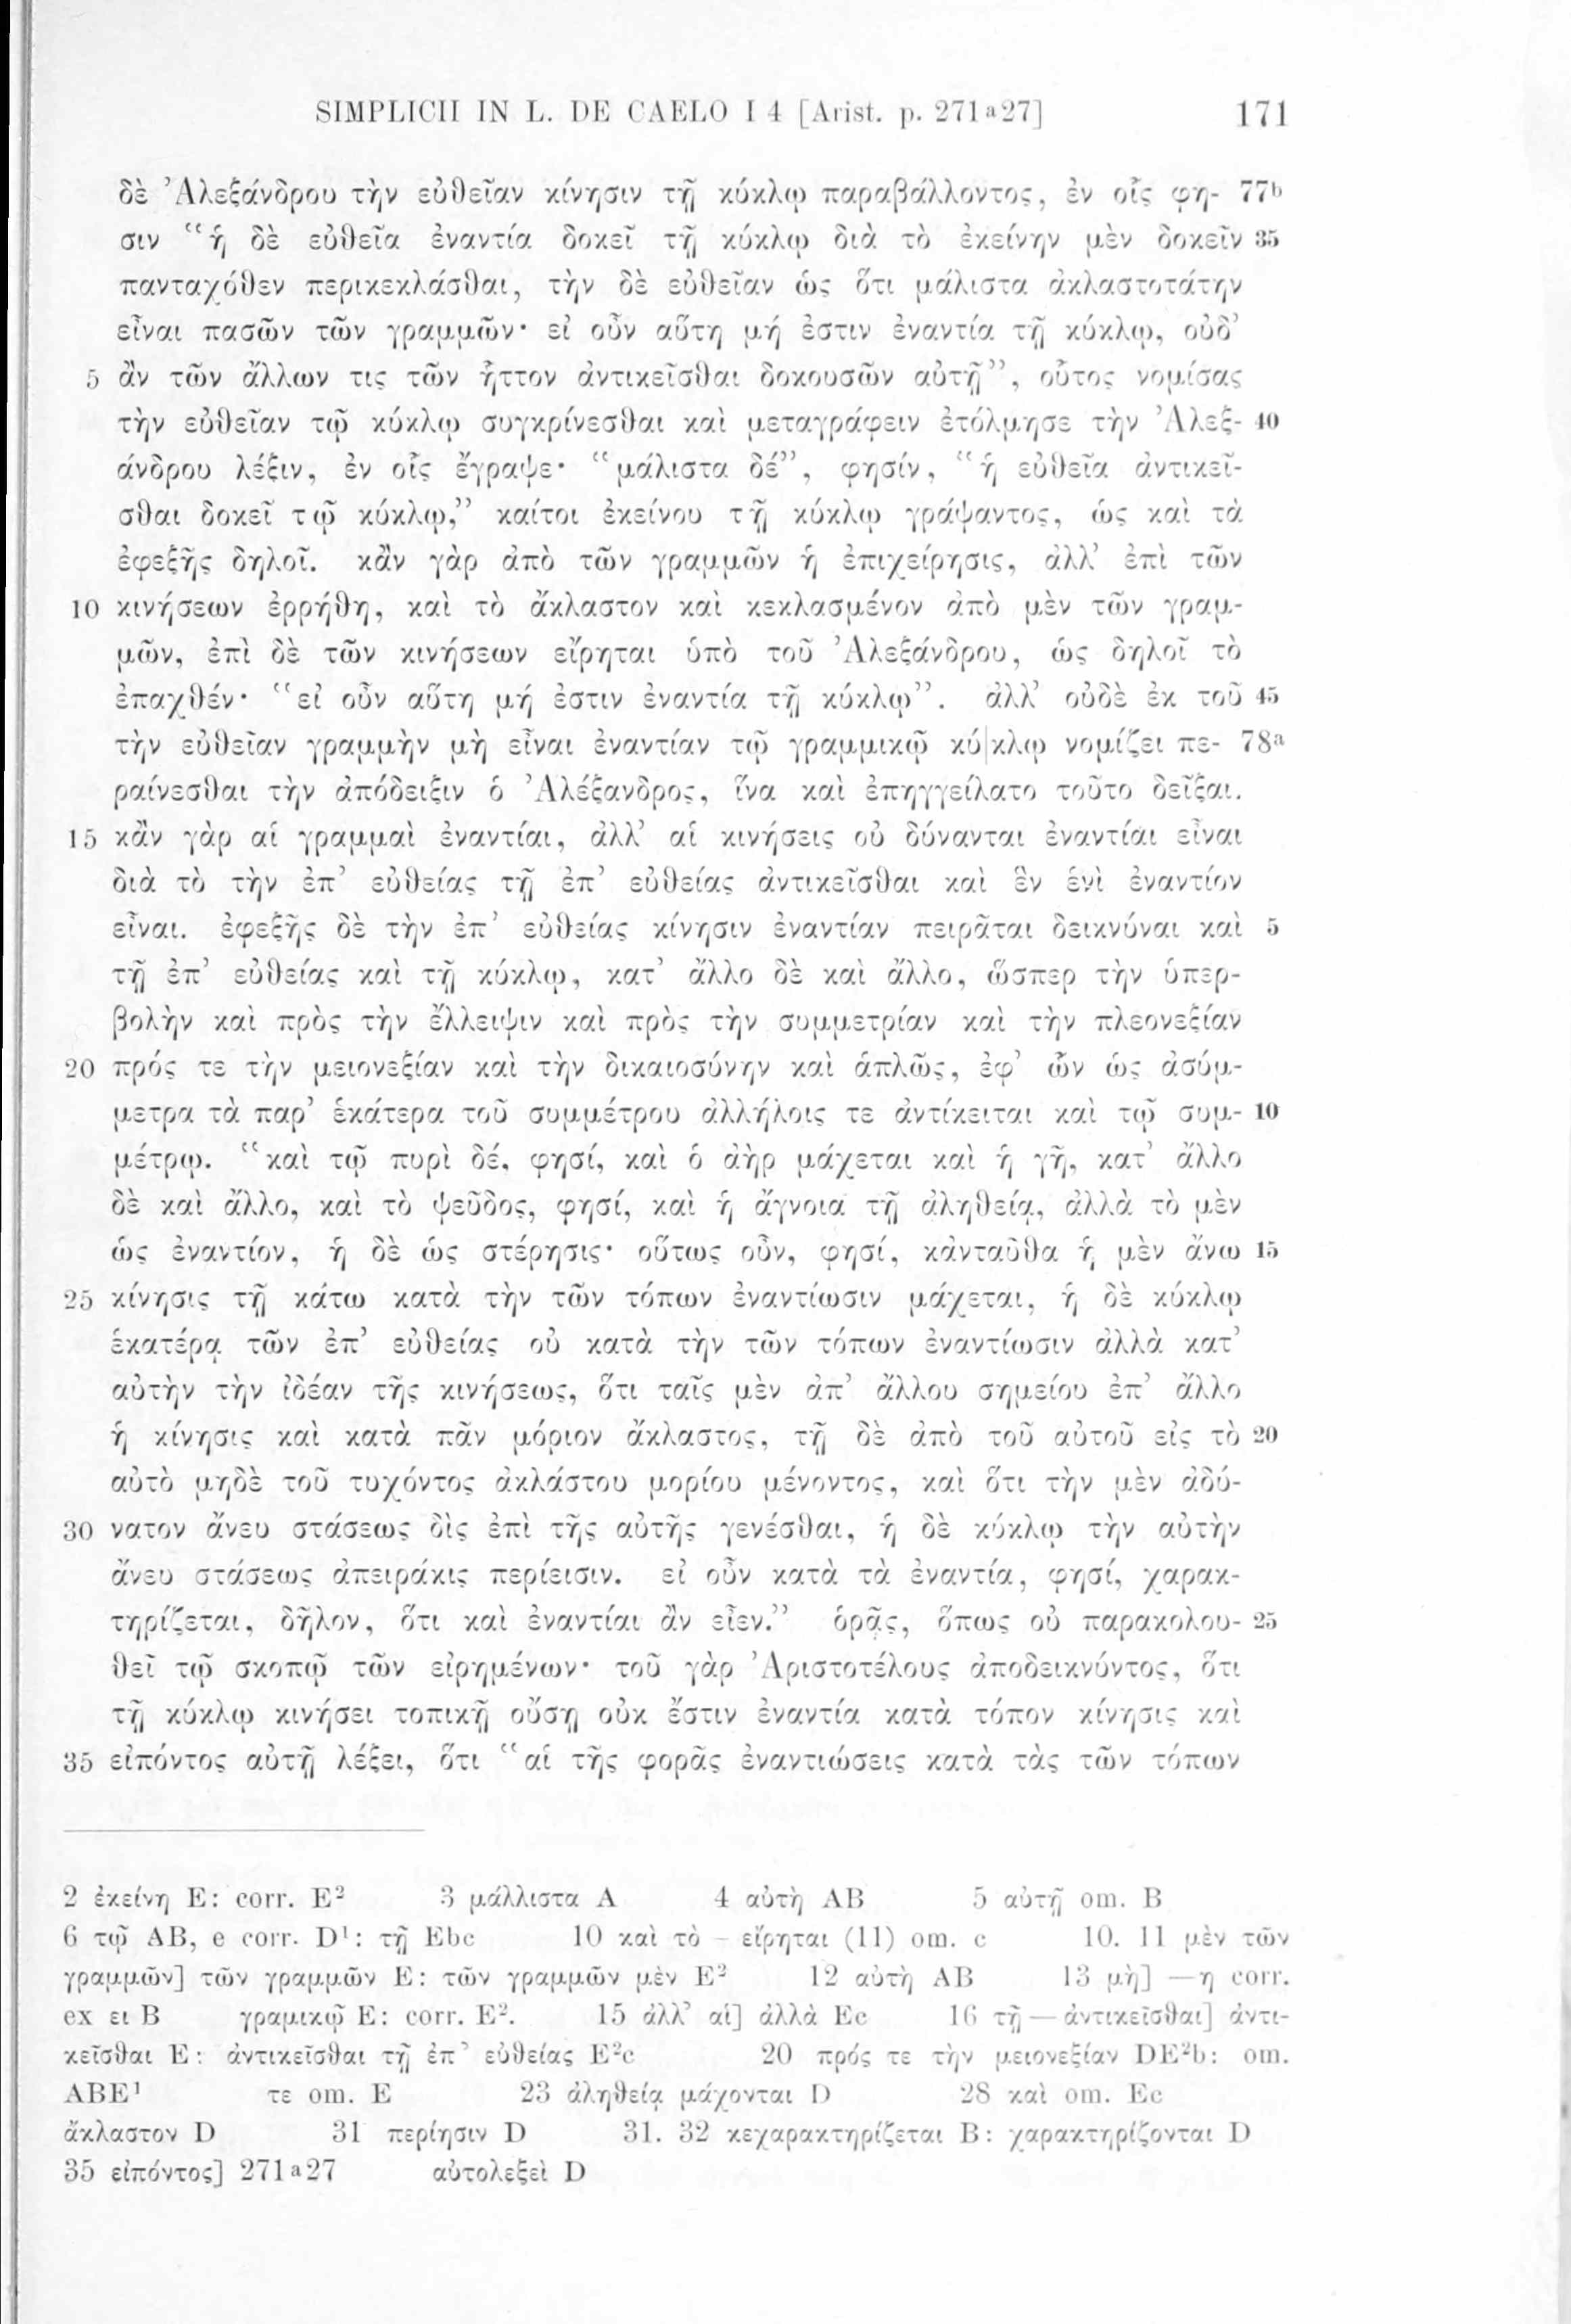 SIMPLICII IN L. DE CAELO I 4 [Arist. p. 271ᵃ27] 171
δὲ Ἀλεξάνδρου τὴν εὐθεῖαν κίνησιν τῇ κύκλῳ παραβάλλοντος, ἐν οἷς φη- 77ᵇ
σιν “ἡ δὲ εὐθεῖα ἐναντία δοκεῖ τῇ κύκλῳ διὰ τὸ ἐκείνην μὲν δοκεῖν 35
πανταχόθεν περικεκλάσθαι, τὴν δὲ εὐθεῖαν ὡς ὅτι μάλιστα ἀκλαστοτάτην
εἶναι πασῶν τῶν γραμμῶν· εἰ οὖν αὕτη μή ἐστιν ἐναντία τῇ κύκλῳ, οὐδ’
5 ἂν τῶν ἄλλων τις τῶν ἧττον ἀντικεῖσθαι δοκουσῶν αὐτῇ”, οὗτος νομίσας
τὴν εὐθεῖαν τῷ κύκλῳ συγκρίνεσθαι καὶ μεταγράφειν ἐτόλμησε τὴν Ἀλεξ- 40
άνδρου λέξιν, ἐν οἷς ἔγραψε· “μάλιστα δέ”, φησίν, “ἡ εὐθεῖα ἀντικεῖ-
σθαι δοκεῖ τῷ κύκλῳ,” καίτοι ἐκείνου τῇ κύκλῳ γράψαντος, ὡς καὶ τὰ
ἐφεξῆς δηλοῖ. κἂν γὰρ ἀπὸ τῶν γραμμῶν ἡ ἐπιχείρησις, ἀλλ’ ἐπὶ τῶν
10 κινήσεων ἐρρήθη, καὶ τὸ ἄκλαστον καὶ κεκλασμένον ἀπὸ μὲν τῶν γραμ-
μῶν, ἐπὶ δὲ τῶν κινήσεων εἴρηται ὑπὸ τοῦ Ἀλεξάνδρου, ὡς δηλοῖ τὸ
ἐπαχθέν· “εἰ οὖν αὕτη μή ἐστιν ἐναντία τῇ κύκλῳ”. ἀλλ’ οὐδὲ ἐκ τοῦ 45
τὴν εὐθεῖαν γραμμὴν μὴ εἶναι ἐναντίαν τῷ γραμμικῷ κύ|κλῳ νομίζει πε- 78ᵃ
ραίνεσθαι τὴν ἀπόδειξιν ὁ Ἀλέξανδρος, ἵνα καὶ ἐπηγγείλατο τοῦτο δεῖξαι.
15 κἂν γὰρ αἱ γραμμαὶ ἐναντίαι, ἀλλ’ αἱ κινήσεις οὐ δύνανται ἐναντίαι εἶναι
διὰ τὸ τὴν ἐπ’ εὐθείας τῇ ἐπ’ εὐθείας ἀντικεῖσθαι καὶ ἓν ἑνὶ ἐναντίον
εἶναι. ἐφεξῆς δὲ τὴν ἐπ’ εὐθείας κίνησιν ἐναντίαν πειρᾶται δεικνύναι καὶ 5
τῇ ἐπ’ εὐθείας καὶ τῇ κύκλῳ, κατ’ ἄλλο δὲ καὶ ἄλλο, ὥσπερ τὴν ὑπερ-
βολὴν καὶ πρὸς τὴν ἔλλειψιν καὶ πρὸς τὴν συμμετρίαν καὶ τὴν πλεονεξίαν
20 πρός τε τὴν μειονεξίαν καὶ τὴν δικαιοσύνην καὶ ἁπλῶς, ἐφ’ ὧν ὡς ἀσύμ-
μετρα τὰ παρ’ ἑκάτερα τοῦ συμμέτρου ἀλλήλοις τε ἀντίκειται καὶ τῷ συμ- 10
μέτρῳ. “καὶ τῷ πυρὶ δέ, φησί, καὶ ὁ ἀὴρ μάχεται καὶ ἡ γῆ, κατ’ ἄλλο
δὲ καὶ ἄλλο, καὶ τὸ ψεῦδος, φησί, καὶ ἡ ἄγνοια τῇ ἀληθείᾳ, ἀλλὰ τὸ μὲν
ὡς ἐναντίον, ἡ δὲ ὡς στέρησις· οὕτως οὖν, φησί, κἀνταῦθα ἡ μὲν ἄνω 15
25 κίνησις τῇ κάτω κατὰ τὴν τῶν τόπων ἐναντίωσιν μάχεται, ἡ δὲ κύκλῳ
ἑκατέρᾳ τῶν ἐπ’ εὐθείας οὐ κατὰ τὴν τῶν τόπων ἐναντίωσιν ἀλλὰ κατ’
αὐτὴν τὴν ἰδέαν τῆς κινήσεως, ὅτι ταῖς μὲν ἀπ’ ἄλλου σημείου ἐπ’ ἄλλο
ἡ κίνησις καὶ κατὰ πᾶν μόριον ἄκλαστος, τῇ δὲ ἀπὸ τοῦ αὐτοῦ εἰς τὸ 20
αὐτὸ μηδὲ τοῦ τυχόντος ἀκλάστου μορίου μένοντος, καὶ ὅτι τὴν μὲν ἀδύ-
30 νατον ἄνευ στάσεως δὶς ἐπὶ τῆς αὐτῆς γενέσθαι, ἡ δὲ κύκλῳ τὴν αὐτὴν
ἄνευ στάσεως ἀπειράκις περίεισιν. εἰ οὖν κατὰ τὰ ἐναντία, φησί, χαρακ-
τηρίζεται, δῆλον, ὅτι καὶ ἐναντίαι ἂν εἶεν.” ὁρᾷς, ὅπως οὐ παρακολου- 25
θεῖ τῷ σκοπῷ τῶν εἰρημένων· τοῦ γὰρ Ἀριστοτέλους ἀποδεικνύντος, ὅτι
τῇ κύκλῳ κινήσει τοπικῇ οὔσῃ οὐκ ἔστιν ἐναντία κατὰ τόπον κίνησις καὶ
35 εἰπόντος αὐτῇ λέξει, ὅτι “αἱ τῆς φορᾶς ἐναντιώσεις κατὰ τὰς τῶν τόπων
2 ἐκείνη E: corr. E² 3 μάλλιστα A 4 αὐτὴ AB 5 αὐτῇ om. B
6 τῷ AB, e corr. D¹: τῇ Ebc 10 καὶ τὸ – εἴρηται (11) om. c 10. 11 μὲν τῶν
γραμμῶν] τῶν γραμμῶν E: τῶν γραμμῶν μὲν E² 12 αὐτὴ AB 13 μὴ] —η corr.
ex ει B γραμικῷ E: corr. E². 15 ἀλλ’ αἱ] ἀλλὰ Ec 16 τῇ — ἀντικεῖσθαι] ἀντι-
κεῖσθαι E: ἀντικεῖσθαι τῇ ἐπ’ εὐθείας E²c 20 πρός τε τὴν μειονεξίαν DE²b: om.
ABE¹ τε om. E 23 ἀληθείᾳ μάχονται D 28 καὶ om. Ec
ἄκλαστον D 31 περίησιν D 31. 32 κεχαρακτηρίζεται B: χαρακτηρίζονται D
35 εἰπόντος] 271ᵃ27 αὐτολεξεὶ D